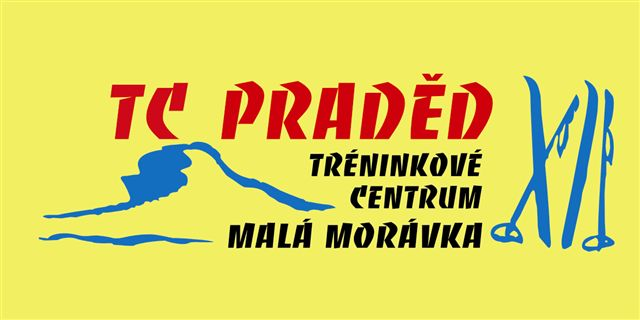 TC PRADĚD
TRÉNINKOVÉ
CENTRUM
MALÁ MORÁVKA